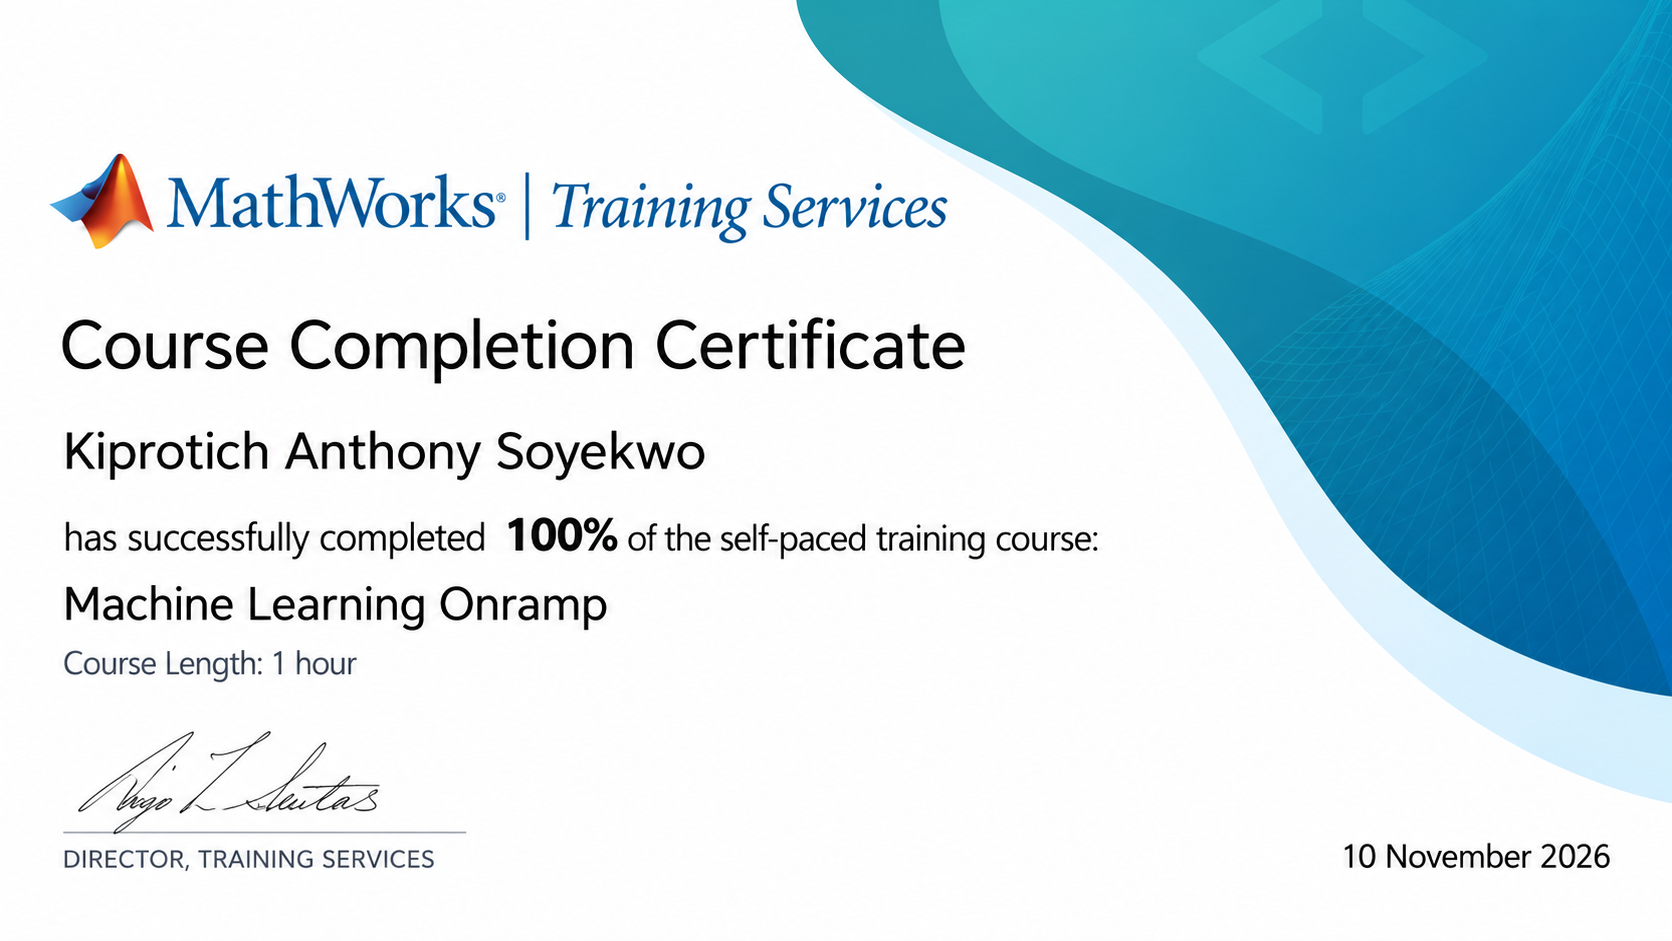 MathWorks® | Training Services
Course Completion Certificate
Kiprotich Anthony Soyekwo
has successfully completed 100% of the self-paced training course:
Machine Learning Onramp
Course Length: 1 hour
DIRECTOR, TRAINING SERVICES
10 November 2026